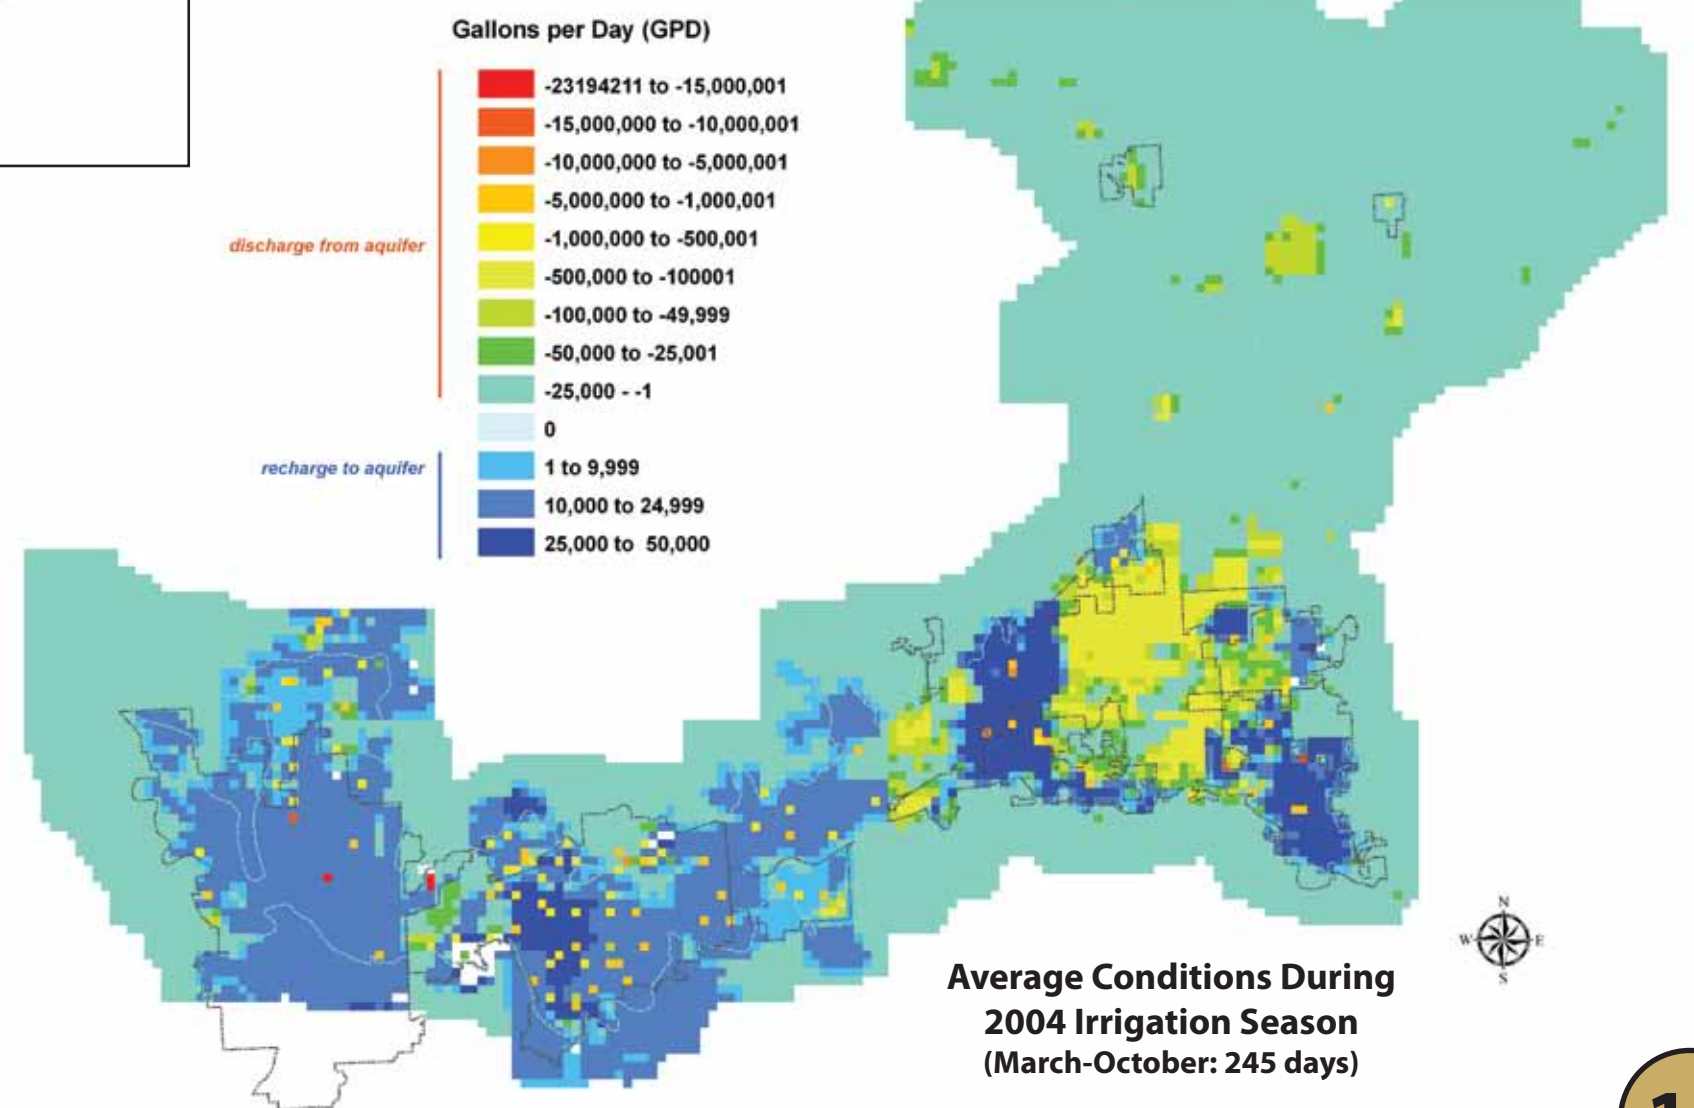 Gallons per Day (GPD)
-23194211 to -15,000,001
-15,000,000 to -10,000,001
-10,000,000 to -5,000,001
-5,000,000 to -1,000,001
-1,000,000 to -500,001
discharge from aquifer
-500,000 to -100001
-100,000 to -49,999
-50,000 to -25,001
-25,000 - -1
0
recharge to aquifer
1 to 9,999
10,000 to 24,999
25,000 to 50,000
N
W
E
S
Average Conditions During
2004 Irrigation Season
(March-October: 245 days)
1